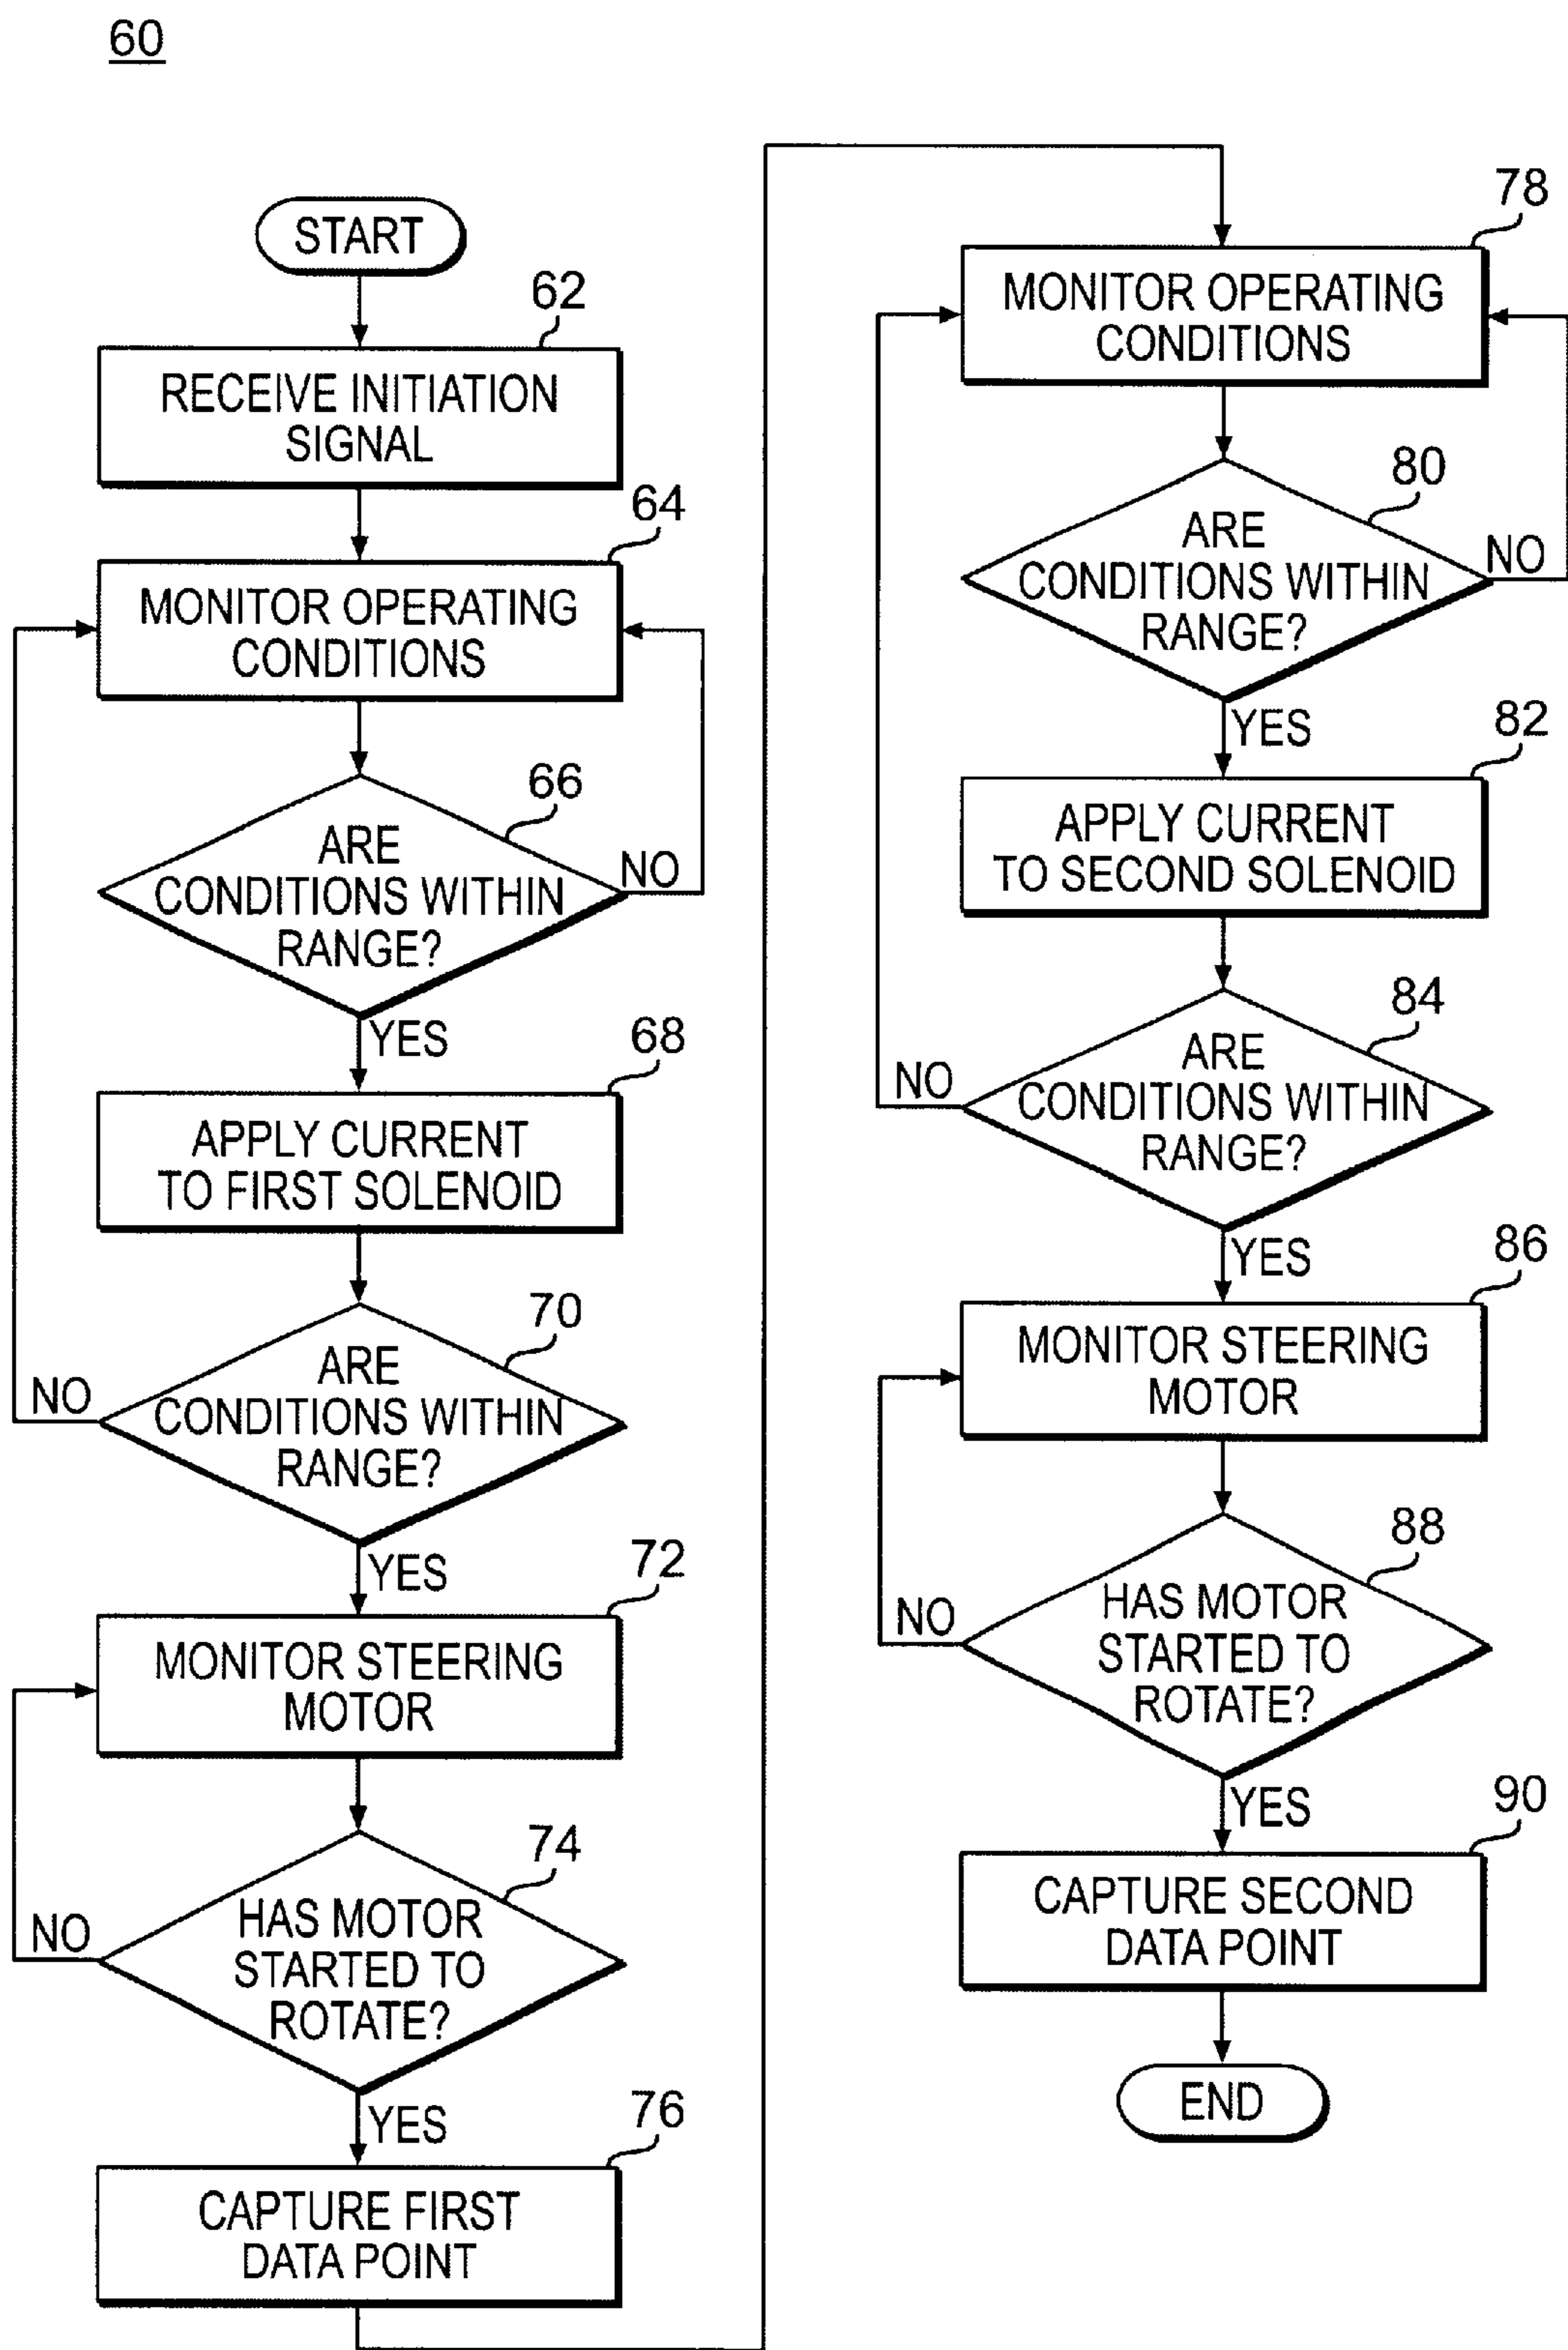 60
START
62
RECEIVE INITIATION
SIGNAL
64
MONITOR OPERATING
CONDITIONS
66
ARE
CONDITIONS WITHIN
RANGE?
NO
YES
68
APPLY CURRENT
TO FIRST SOLENOID
70
ARE
CONDITIONS WITHIN
RANGE?
NO
YES
72
MONITOR STEERING
MOTOR
74
HAS MOTOR
STARTED TO
ROTATE?
NO
YES
76
CAPTURE FIRST
DATA POINT
78
MONITOR OPERATING
CONDITIONS
80
ARE
CONDITIONS WITHIN
RANGE?
NO
YES
82
APPLY CURRENT
TO SECOND SOLENOID
84
ARE
CONDITIONS WITHIN
RANGE?
NO
YES
86
MONITOR STEERING
MOTOR
88
HAS MOTOR
STARTED TO
ROTATE?
NO
YES
90
CAPTURE SECOND
DATA POINT
END